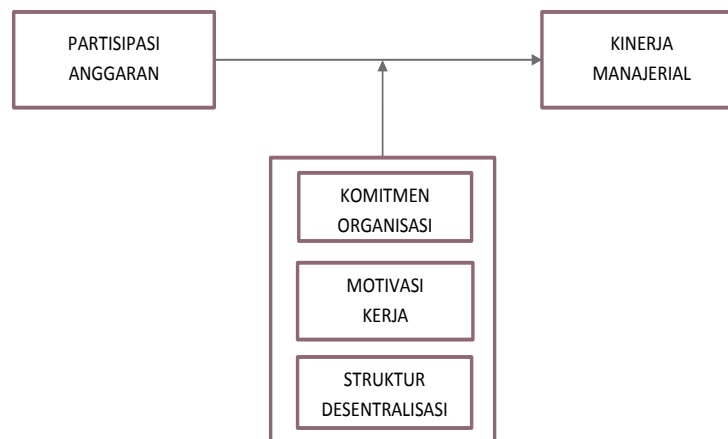 PARTISIPASI
ANGGARAN
KINERJA
MANAJERIAL
KOMITMEN
ORGANISASI
MOTIVASI
KERJA
STRUKTUR
DESENTRALISASI